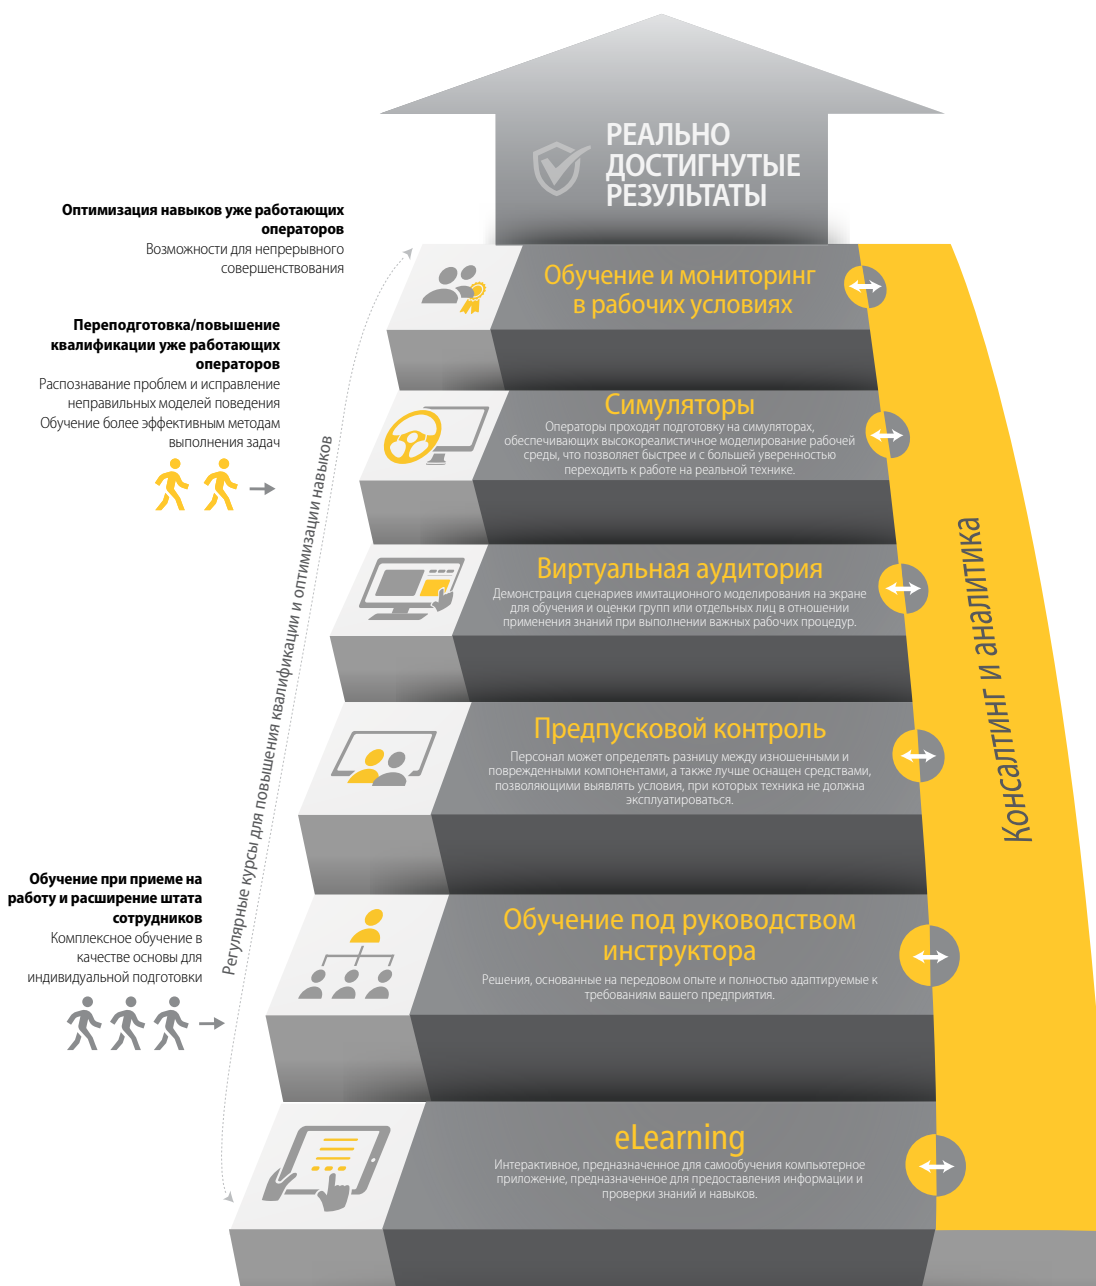 РЕАЛЬНО
ДОСТИГНУТЫЕ
РЕЗУЛЬТАТЫ
Оптимизация навыков уже работающих
операторов
Возможности для непрерывного
совершенствования
Обучение и мониторинг
в рабочих условиях
Переподготовка/повышение
квалификации уже работающих
операторов
Распознавание проблем и исправление
неправильных моделей поведения
Обучение более эффективным методам
выполнения задач
Симуляторы
Операторы проходят подготовку на симуляторах,
обеспечивающих высокореалистичное моделирование рабочей
среды, что позволяет быстрее и с большей уверенностью
переходить к работе на реальной технике.
Регулярные курсы для повышения квалификации и оптимизации навыков
Виртуальная аудитория
Демонстрация сценариев имитационного моделирования на экране
для обучения и оценки групп или отдельных лиц в отношении
применения знаний при выполнении важных рабочих процедур.
Консалтинг и аналитика
Предпусковой контроль
Персонал может определять разницу между изношенными и
поврежденными компонентами, а также лучше оснащен средствами,
позволяющими выявлять условия, при которых техника не должна
эксплуатироваться.
Обучение при приеме на
работу и расширение штата
сотрудников
Комплексное обучение в
качестве основы для
индивидуальной подготовки
Обучение под руководством
инструктора
Решения, основанные на передовом опыте и полностью адаптируемые к
требованиям вашего предприятия.
eLearning
Интерактивное, предназначенное для самообучения компьютерное
приложение, предназначенное для предоставления информации и
проверки знаний и навыков.